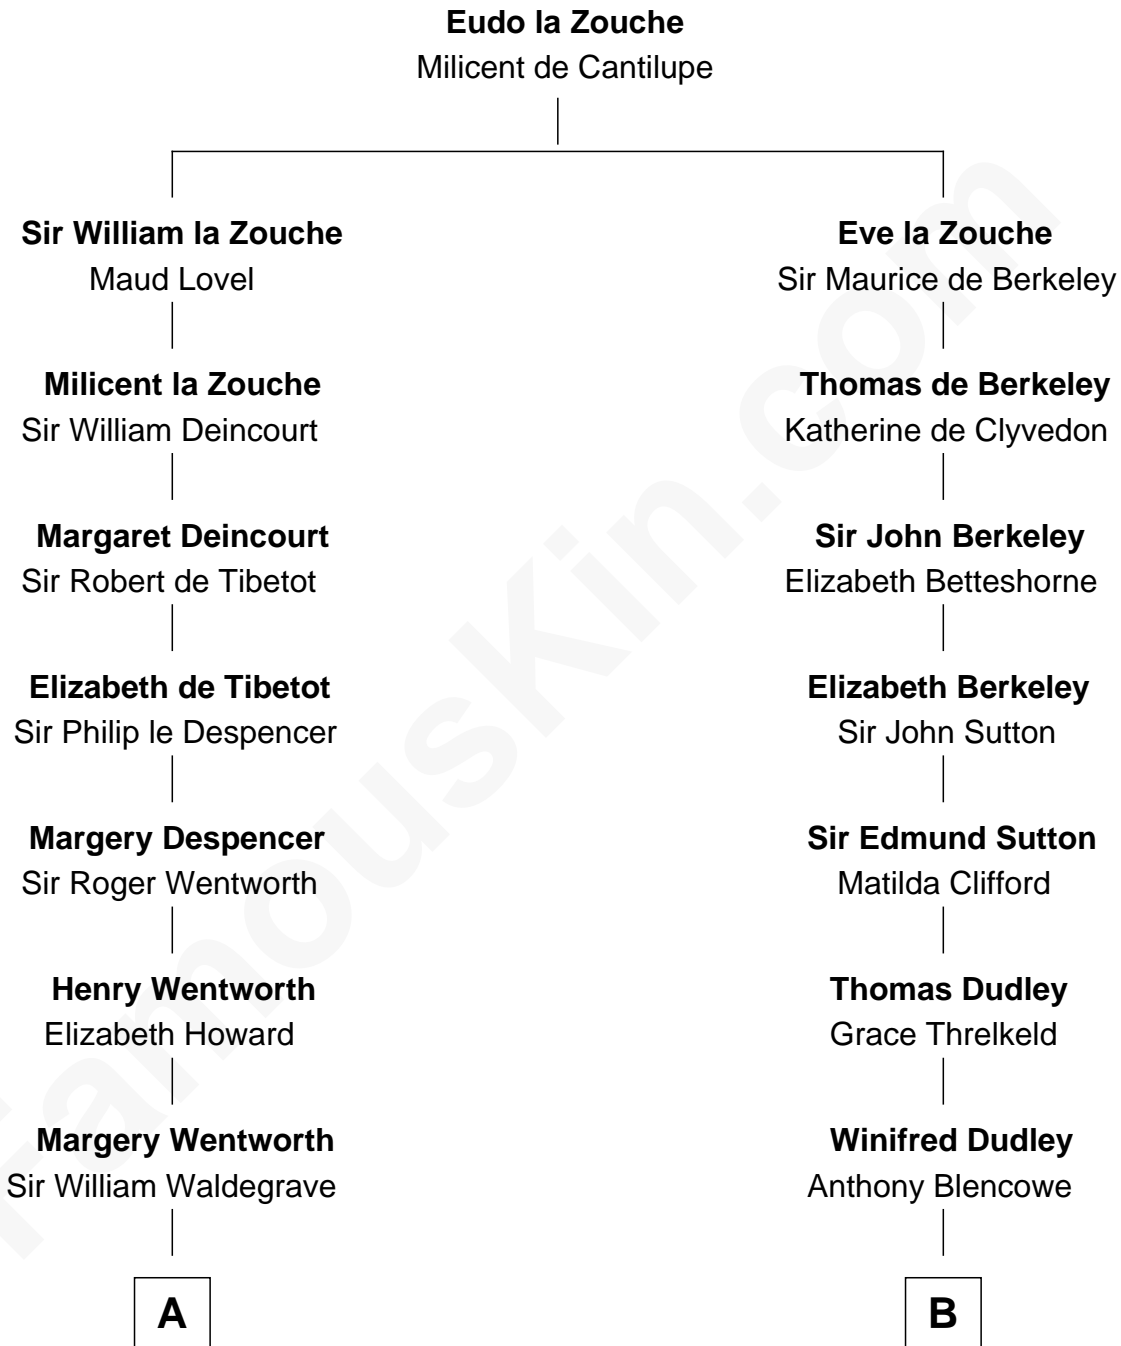 Eudo la Zouche
Milicent de Cantilupe
Sir William la Zouche
Maud Lovel
Milicent la Zouche
Sir William Deincourt
Margaret Deincourt
Sir Robert de Tibetot
Elizabeth de Tibetot
Sir Philip le Despencer
Margery Despencer
Sir Roger Wentworth
Henry Wentworth
Elizabeth Howard
Margery Wentworth
Sir William Waldegrave
A
Eve la Zouche
Sir Maurice de Berkeley
Thomas de Berkeley
Katherine de Clyvedon
Sir John Berkeley
Elizabeth Betteshorne
Elizabeth Berkeley
Sir John Sutton
Sir Edmund Sutton
Matilda Clifford
Thomas Dudley
Grace Threlkeld
Winifred Dudley
Anthony Blencowe
B
FamousKin.com